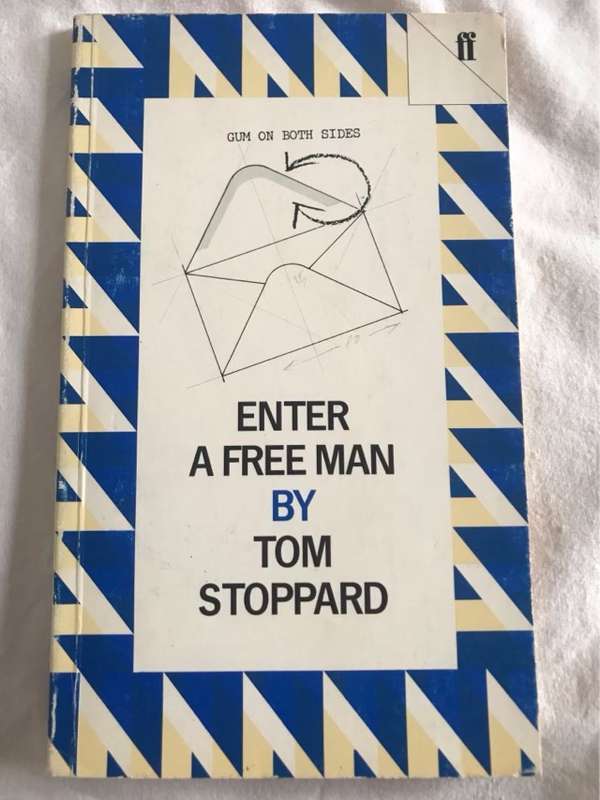 ff
GUM ON BOTH SIDES
ENTER
A FREE MAN
BY
TOM
STOPPARD